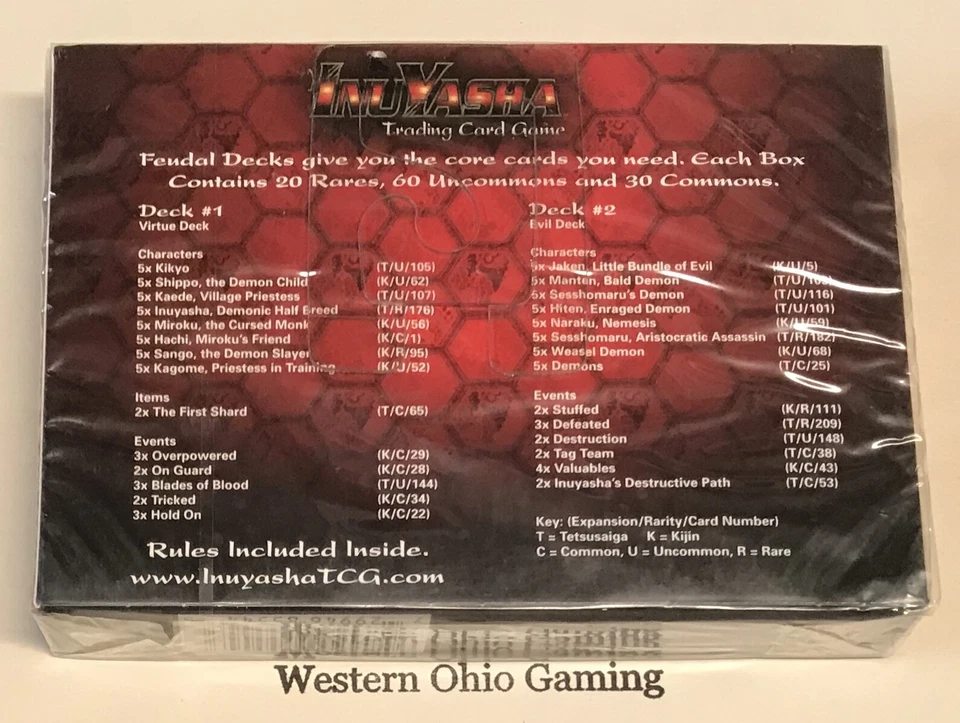 INUYASHA
Trading Card Game
Feudal Decks give you the core cards you need. Each Box
Contains 20 Rares, 60 Uncommons and 30 Commons.
Deck #1
Virtue Deck
Characters
5x Kikyo (T/U/105)
5x Shippo, the Demon Child (K/U/62)
5x Kaede, Village Priestess (T/U/107)
5x Inuyasha, Demonic Half Breed (T/R/176)
5x Miroku, the Cursed Monk (K/U/56)
5x Hachi, Miroku's Friend (K/C/1)
5x Sango, the Demon Slayer (K/R/95)
5x Kagome, Priestess in Training (K/U/52)
Items
2x The First Shard (T/C/65)
Events
3x Overpowered (K/C/29)
2x On Guard (K/C/28)
3x Blades of Blood (T/U/144)
2x Tricked (K/C/34)
3x Hold On (K/C/22)
Rules Included Inside.
www.InuyashaTCG.com
Deck #2
Evil Deck
Characters
5x Jaken, Little Bundle of Evil (K/U/5)
5x Manten, Bald Demon
5x Sesshomaru's Demon (T/U/116)
5x Hiten, Enraged Demon (T/U/101)
5x Naraku, Nemesis (K/U/59)
5x Sesshomaru, Aristocratic Assassin (T/R/182)
5x Weasel Demon (K/U/68)
5x Demons (T/C/25)
Events
2x Stuffed (K/R/111)
3x Defeated (T/R/209)
2x Destruction (T/U/148)
2x Tag Team (T/C/38)
4x Valuables (K/C/43)
2x Inuyasha's Destructive Path (T/C/53)
Key: (Expansion/Rarity/Card Number)
T = Tetsusaiga K = Kijin
C = Common, U = Uncommon, R = Rare
Western Ohio Gaming